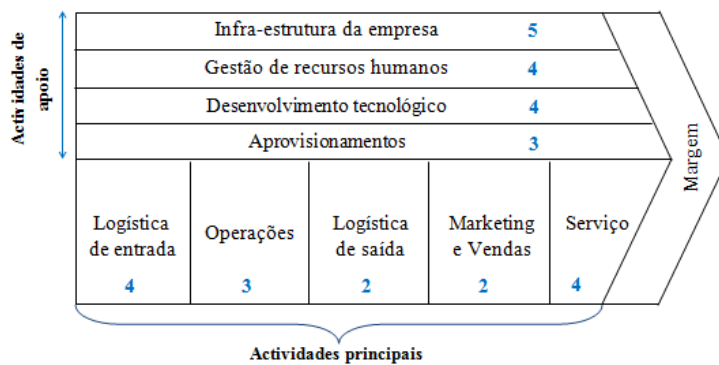 Actividades de
apoio
Infra-estrutura da empresa 5
Gestão de recursos humanos 4
Desenvolvimento tecnológico 4
Aprovisionamentos 3
Margem
Logística
de entrada
4
Operações
3
Logística
de saída
2
Marketing
e Vendas
2
Serviço
4
Actividades principais